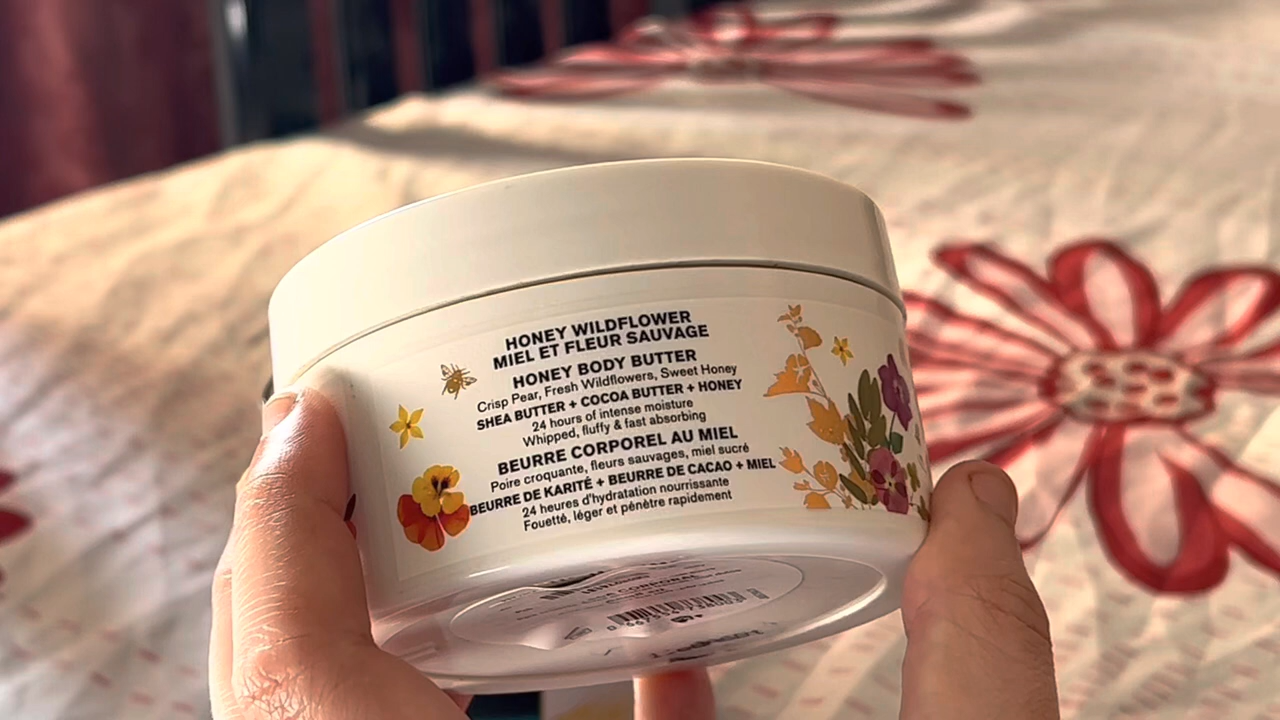 HONEY WILDFLOWER
MIEL ET FLEUR SAUVAGE
HONEY BODY BUTTER
Crisp Pear, Fresh Wildflowers, Sweet Honey
SHEA BUTTER + COCOA BUTTER + HONEY
24 hours of intense moisture
Whipped, fluffy & fast absorbing
BEURRE CORPOREL AU MIEL
Poire croquante, fleurs sauvages, miel sucré
BEURRE DE KARITÉ + BEURRE DE CACAO + MIEL
24 heures d'hydratation nourrissante
Fouetté, léger et pénètre rapidement